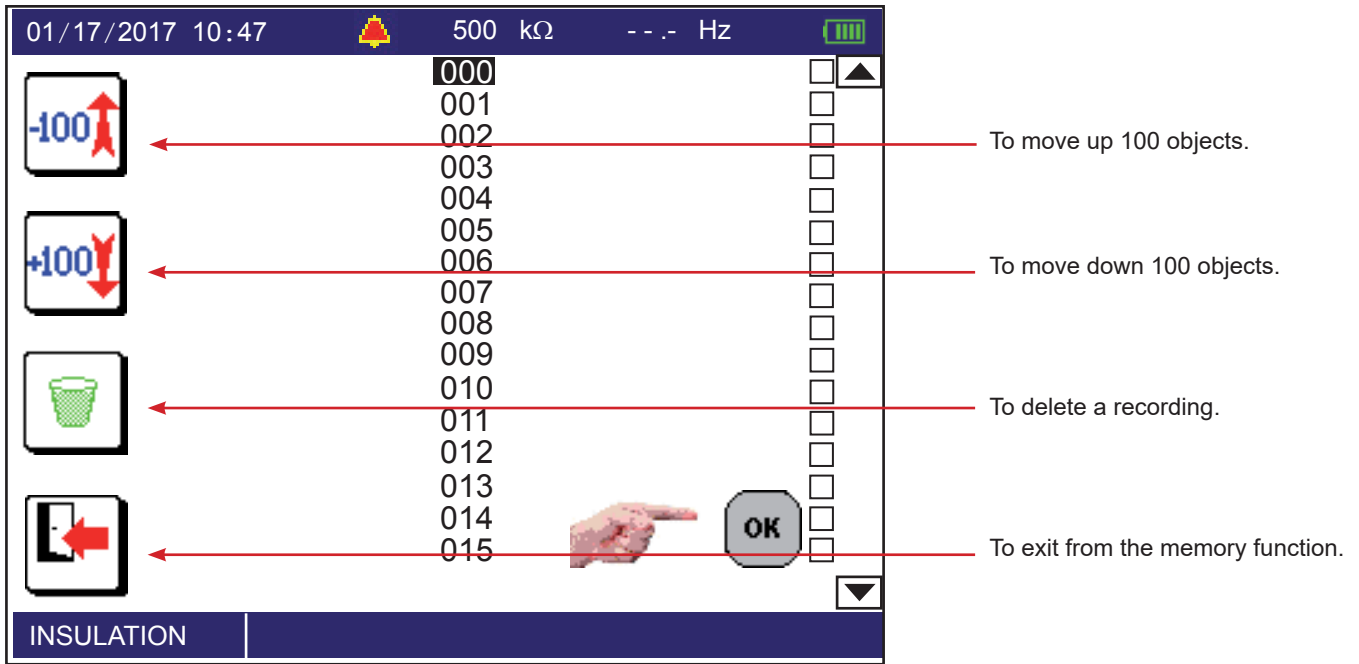 01/17/2017 10:47 500 kΩ - - .- Hz
000
001
-100
002
To move up 100 objects.
003
004
005
+100
006
To move down 100 objects.
007
008
009
010
To delete a recording.
011
012
013
014
OK
015
To exit from the memory function.
INSULATION